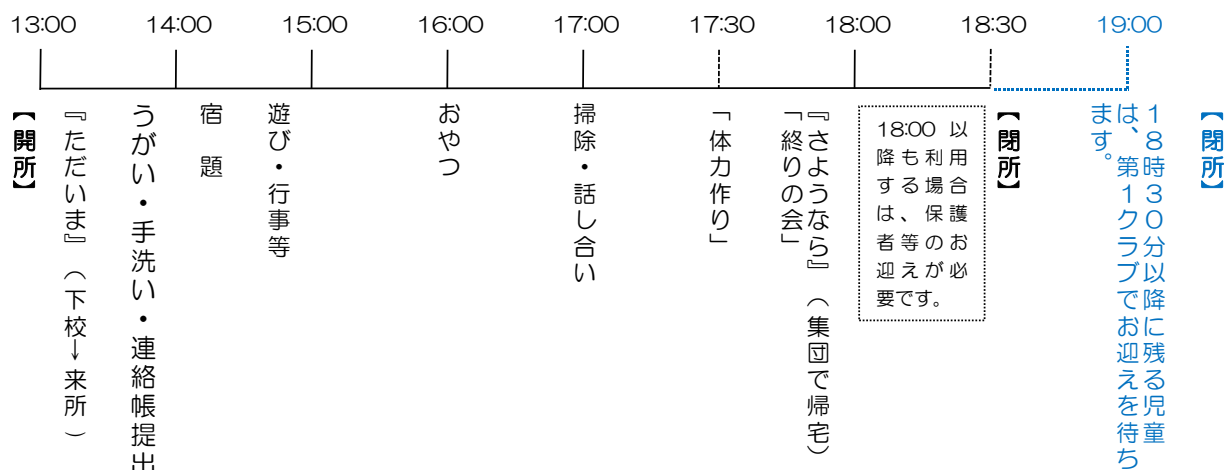 13:00
14:00
15:00
16:00
17:00
17:30
18:00
18:30
19:00
【開所】
『ただいま』（下校→来所）
うがい・手洗い・連絡帳提出
宿　題
遊び・行事等
おやつ
掃除・話し合い
「体力作り」
『さようなら』（集団で帰宅）
「終りの会」
18:00 以
降も利用
する場合
は、保護
者等のお
迎えが必
要です。
【閉所】
１８時３０分以降に残る児童
は、第１クラブでお迎えを待ち
ます。
【閉所】